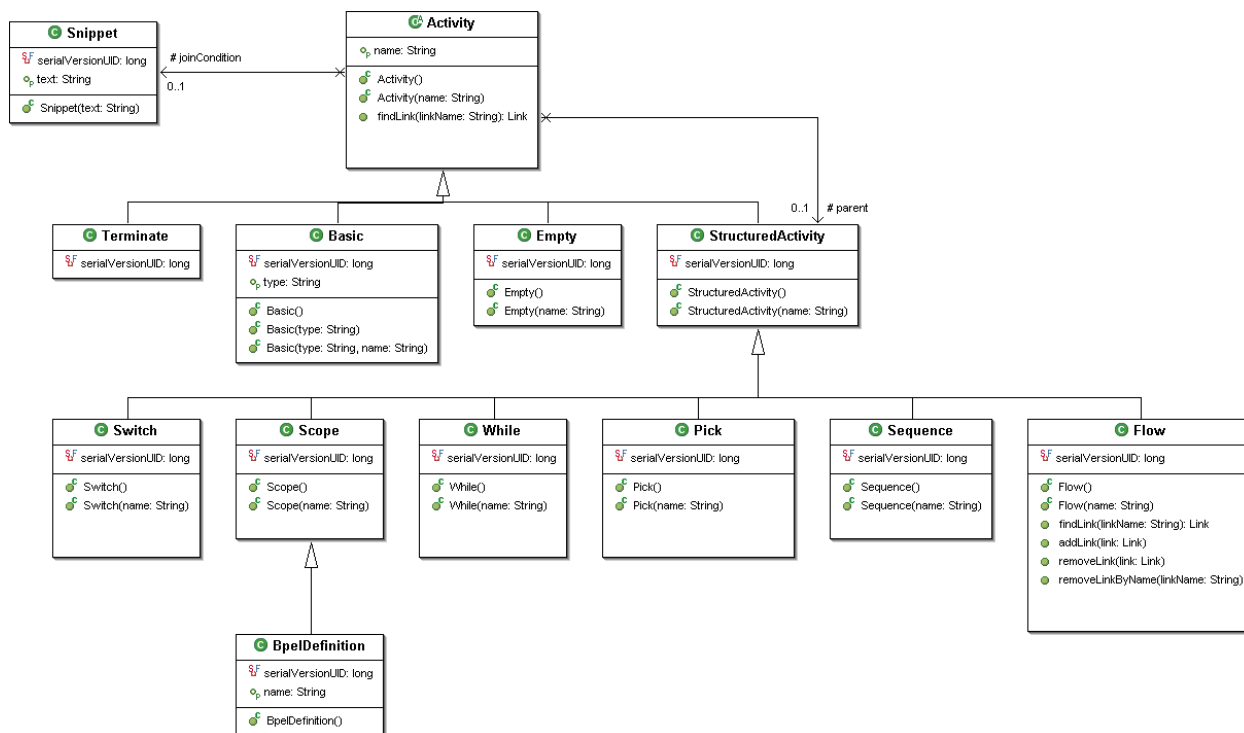 Snippet
serialVersionUID: long
text: String
Snippet(text: String)
# joinCondition
0..1
Activity
name: String
Activity()
Activity(name: String)
findLink(linkName: String): Link
0..1 # parent
Terminate
serialVersionUID: long
Basic
serialVersionUID: long
type: String
Basic()
Basic(type: String)
Basic(type: String, name: String)
Empty
serialVersionUID: long
Empty()
Empty(name: String)
StructuredActivity
serialVersionUID: long
StructuredActivity()
StructuredActivity(name: String)
Switch
serialVersionUID: long
Switch()
Switch(name: String)
Scope
serialVersionUID: long
Scope()
Scope(name: String)
While
serialVersionUID: long
While()
While(name: String)
Pick
serialVersionUID: long
Pick()
Pick(name: String)
Sequence
serialVersionUID: long
Sequence()
Sequence(name: String)
Flow
serialVersionUID: long
Flow()
Flow(name: String)
findLink(linkName: String): Link
addLink(link: Link)
removeLink(link: Link)
removeLinkByName(linkName: String)
BpelDefinition
serialVersionUID: long
name: String
BpelDefinition()